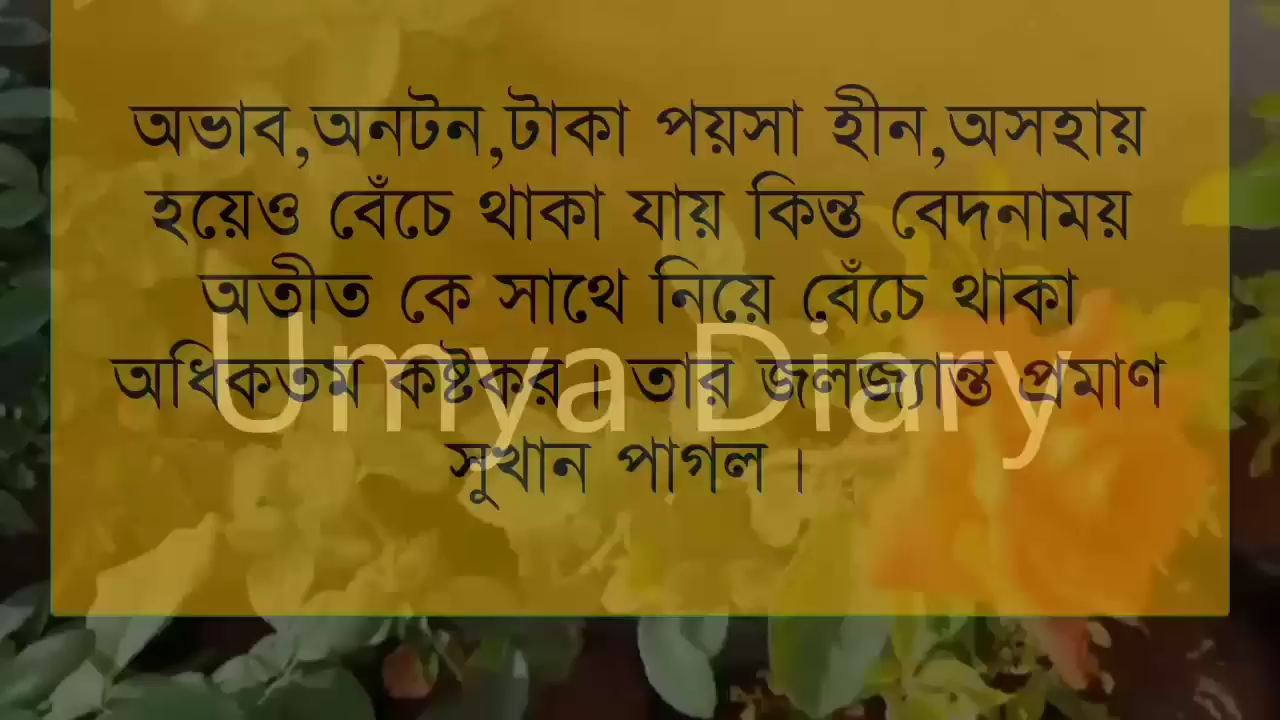 অভাব,অনটন,টাকা পয়সা হীন,অসহায়
হয়েও বেঁচে থাকা যায় কিন্তু বেদনাময়
অতীত কে সাথে নিয়ে বেঁচে থাকা
অধিকতম কষ্টকর। তার জলজ্যান্ত প্রমাণ
সুখান পাগল।
Umya Diary